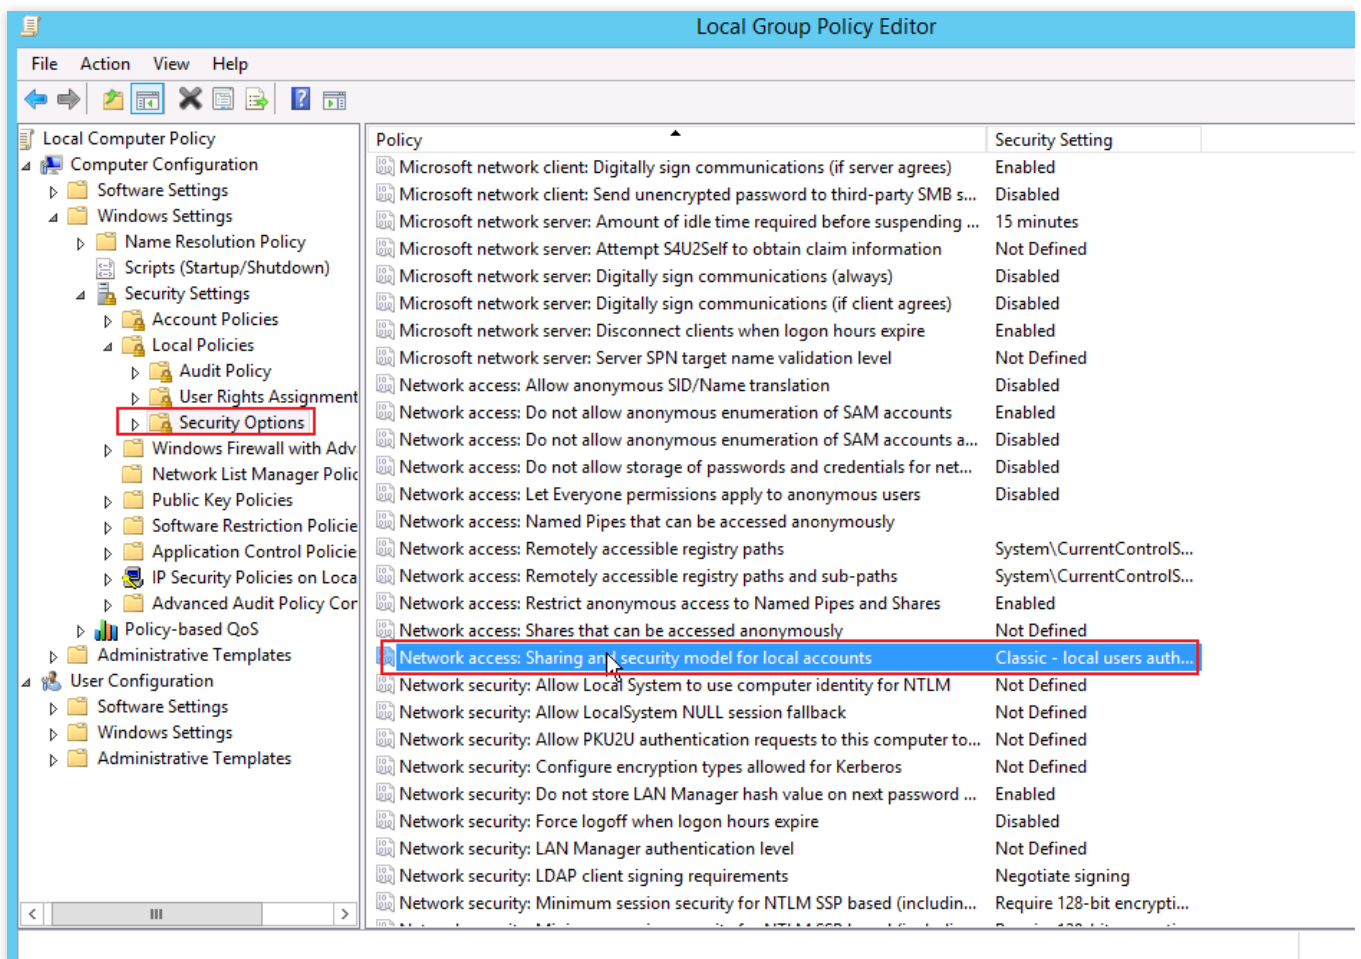 Local Group Policy Editor
File Action View Help
Local Computer Policy
Computer Configuration
Software Settings
Windows Settings
Name Resolution Policy
Scripts (Startup/Shutdown)
Security Settings
Account Policies
Local Policies
Audit Policy
User Rights Assignment
Security Options
Windows Firewall with Adv
Network List Manager Polic
Public Key Policies
Software Restriction Policie
Application Control Policie
IP Security Policies on Loca
Advanced Audit Policy Cor
Policy-based QoS
Administrative Templates
User Configuration
Software Settings
Windows Settings
Administrative Templates
Policy Security Setting
Microsoft network client: Digitally sign communications (if server agrees) Enabled
Microsoft network client: Send unencrypted password to third-party SMB s... Disabled
Microsoft network server: Amount of idle time required before suspending ... 15 minutes
Microsoft network server: Attempt S4U2Self to obtain claim information Not Defined
Microsoft network server: Digitally sign communications (always) Disabled
Microsoft network server: Digitally sign communications (if client agrees) Disabled
Microsoft network server: Disconnect clients when logon hours expire Enabled
Microsoft network server: Server SPN target name validation level Not Defined
Network access: Allow anonymous SID/Name translation Disabled
Network access: Do not allow anonymous enumeration of SAM accounts Enabled
Network access: Do not allow anonymous enumeration of SAM accounts a... Disabled
Network access: Do not allow storage of passwords and credentials for net... Disabled
Network access: Let Everyone permissions apply to anonymous users Disabled
Network access: Named Pipes that can be accessed anonymously
Network access: Remotely accessible registry paths System\CurrentControlS...
Network access: Remotely accessible registry paths and sub-paths System\CurrentControlS...
Network access: Restrict anonymous access to Named Pipes and Shares Enabled
Network access: Shares that can be accessed anonymously Not Defined
Network access: Sharing and security model for local accounts Classic - local users auth...
Network security: Allow Local System to use computer identity for NTLM Not Defined
Network security: Allow LocalSystem NULL session fallback Not Defined
Network security: Allow PKU2U authentication requests to this computer to... Not Defined
Network security: Configure encryption types allowed for Kerberos Not Defined
Network security: Do not store LAN Manager hash value on next password ... Enabled
Network security: Force logoff when logon hours expire Disabled
Network security: LAN Manager authentication level Not Defined
Network security: LDAP client signing requirements Negotiate signing
Network security: Minimum session security for NTLM SSP based (includin... Require 128-bit encrypti...